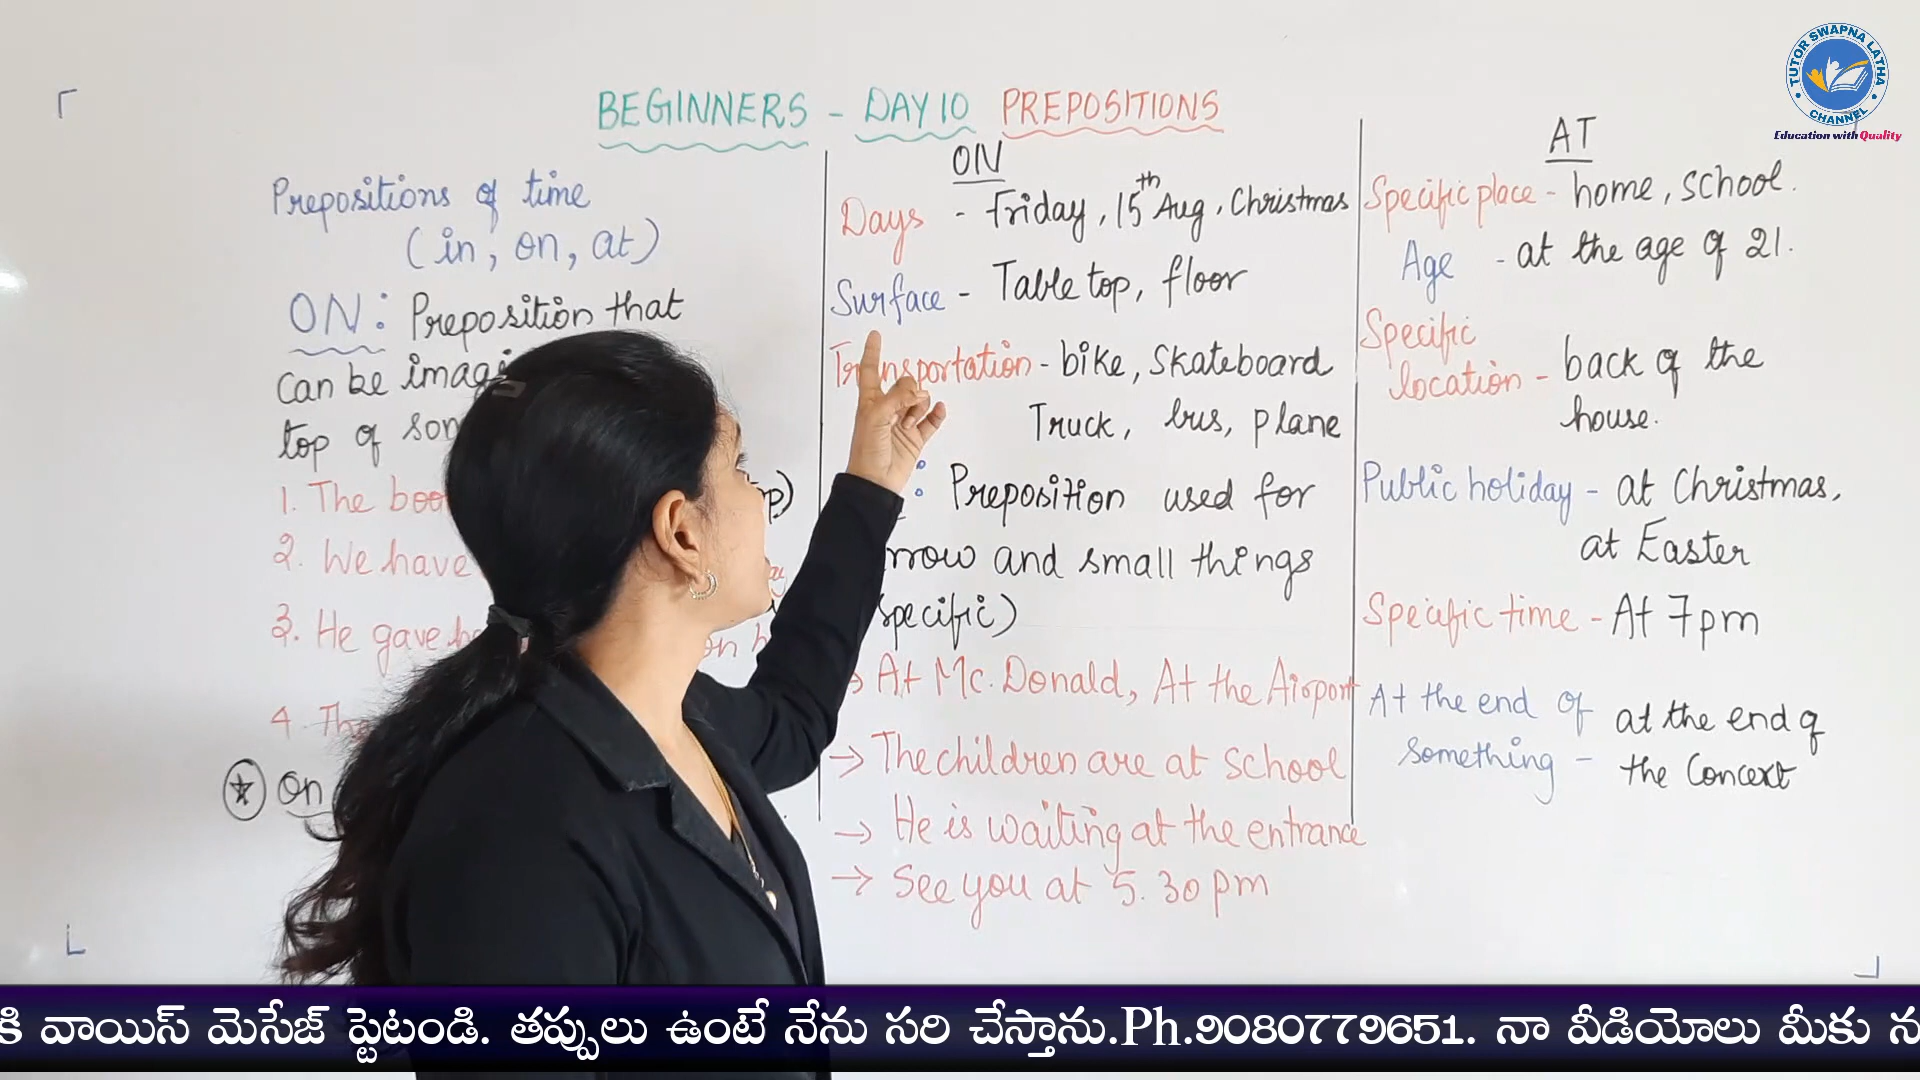 BEGINNERS - DAY 10 PREPOSITIONS
Prepositions of time
(in, on, at)
ON: Preposition that
can be
top of
1. The
2. We have
3. He gave
4.
On
ON
Days - Friday, 15th Aug, Christmas
Surface - Table top, floor
Transportation - bike, Skateboard
Truck, bus, plane
: Preposition used for
and small things
specific)
→ At Mc. Donald, At the Airport
→ The children are at school
→ He is waiting at the entrance
→ See you at 5.30 pm
AT
Specific place - home, school.
Age - at the age of 21.
Specific
location - back of the
house.
Public holiday - at Christmas,
at Easter
Specific time - At 7pm
At the end of
something - at the end of
the Concert
TUTOR SWAPNA LATHA
CHANNEL
Education with Quality
కి వాయిస్ మెసేజ్ పెట్టండి. తప్పులు ఉంటే నేను సరి చేస్తాను.Ph.9080779651. నా వీడియోలు మీకు న